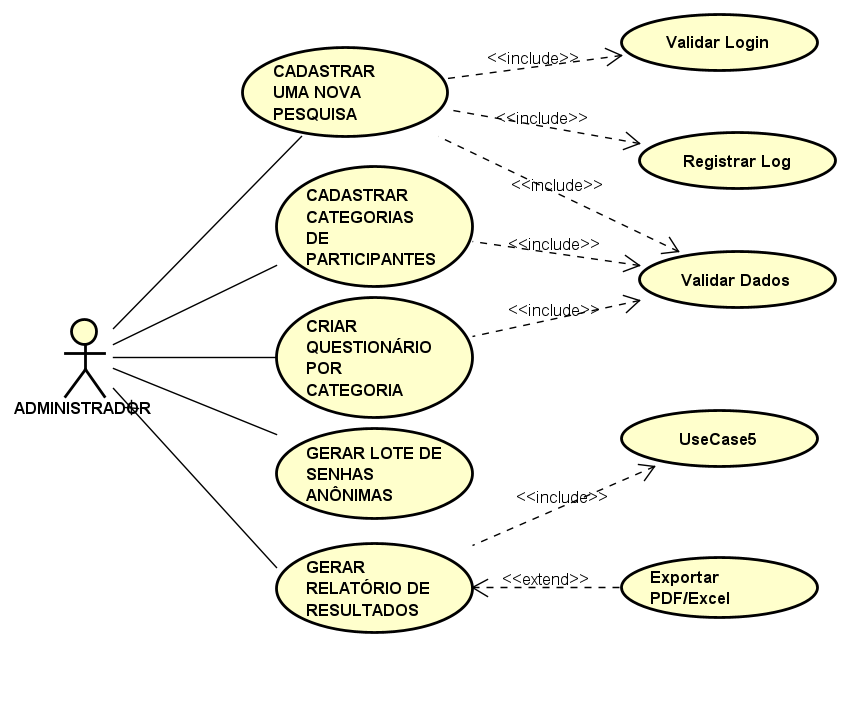 CADASTRAR
UMA NOVA
PESQUISA
<<include>>
Validar Login
<<include>>
Registrar Log
<<include>>
CADASTRAR
CATEGORIAS
DE
PARTICIPANTES
<<include>>
Validar Dados
<<include>>
CRIAR
QUESTIONÁRIO
POR
CATEGORIA
ADMINISTRADOR
GERAR LOTE DE
SENHAS
ANÔNIMAS
UseCase5
<<include>>
GERAR
RELATÓRIO DE
RESULTADOS
<<extend>>
Exportar
PDF/Excel